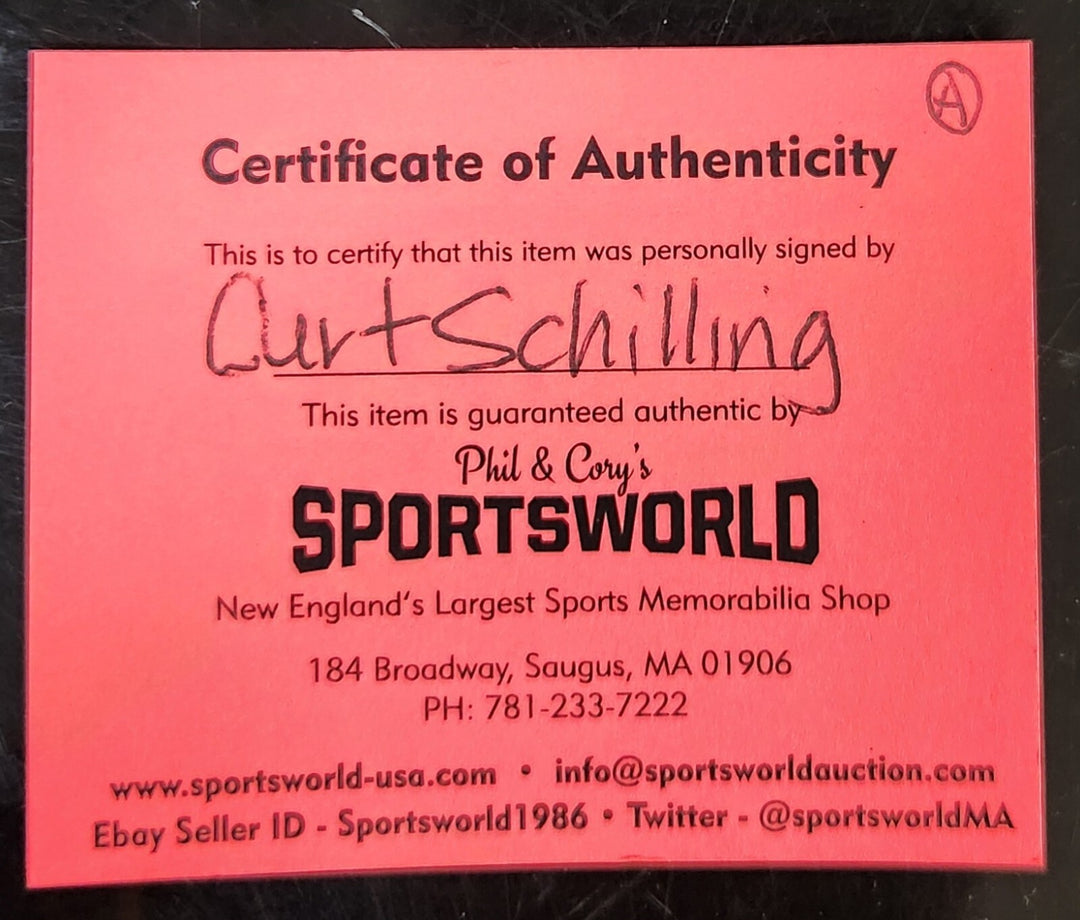 A
Certificate of Authenticity
This is to certify that this item was personally signed by
Curt Schilling
This item is guaranteed authentic by
Phil & Cory's
SPORTSWORLD
New England's Largest Sports Memorabilia Shop
184 Broadway, Saugus, MA 01906
PH: 781-233-7222
www.sportsworld-usa.com • info@sportsworldauction.com
Ebay Seller ID - Sportsworld1986 • Twitter - @sportsworldMA